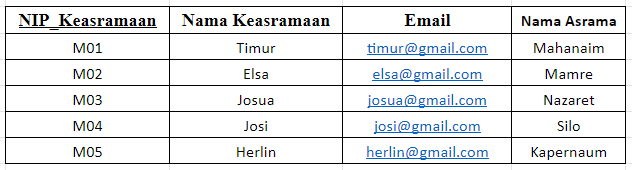 NIP_Keasramaan Nama Keasramaan Email Nama Asrama
M01 Timur timur@gmail.com Mahanaim
M02 Elsa elsa@gmail.com Mamre
M03 Josua josua@gmail.com Nazaret
M04 Josi josi@gmail.com Silo
M05 Herlin herlin@gmail.com Kapernaum